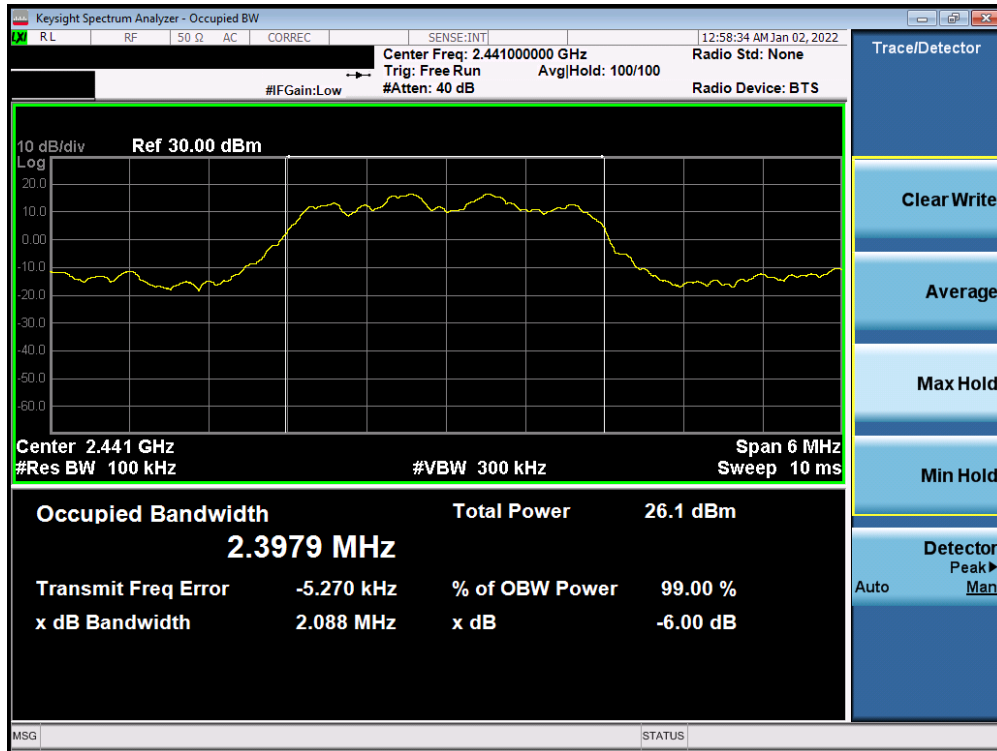 Keysight Spectrum Analyzer - Occupied BW
LXI RL RF 50 Ω AC CORREC SENSE:INT 12:58:34 AM Jan 02, 2022
Center Freq: 2.441000000 GHz Radio Std: None
Trig: Free Run Avg|Hold: 100/100
#IFGain:Low #Atten: 40 dB Radio Device: BTS
Trace/Detector
10 dB/div Ref 30.00 dBm
Log
20.0
10.0
0.00
-10.0
-20.0
-30.0
-40.0
-50.0
-60.0
Center 2.441 GHz Span 6 MHz
#Res BW 100 kHz #VBW 300 kHz Sweep 10 ms
Occupied Bandwidth Total Power 26.1 dBm
2.3979 MHz
Transmit Freq Error -5.270 kHz % of OBW Power 99.00 %
x dB Bandwidth 2.088 MHz x dB -6.00 dB
Clear Write
Average
Max Hold
Min Hold
Detector
Peak▶
Auto Man
MSG STATUS